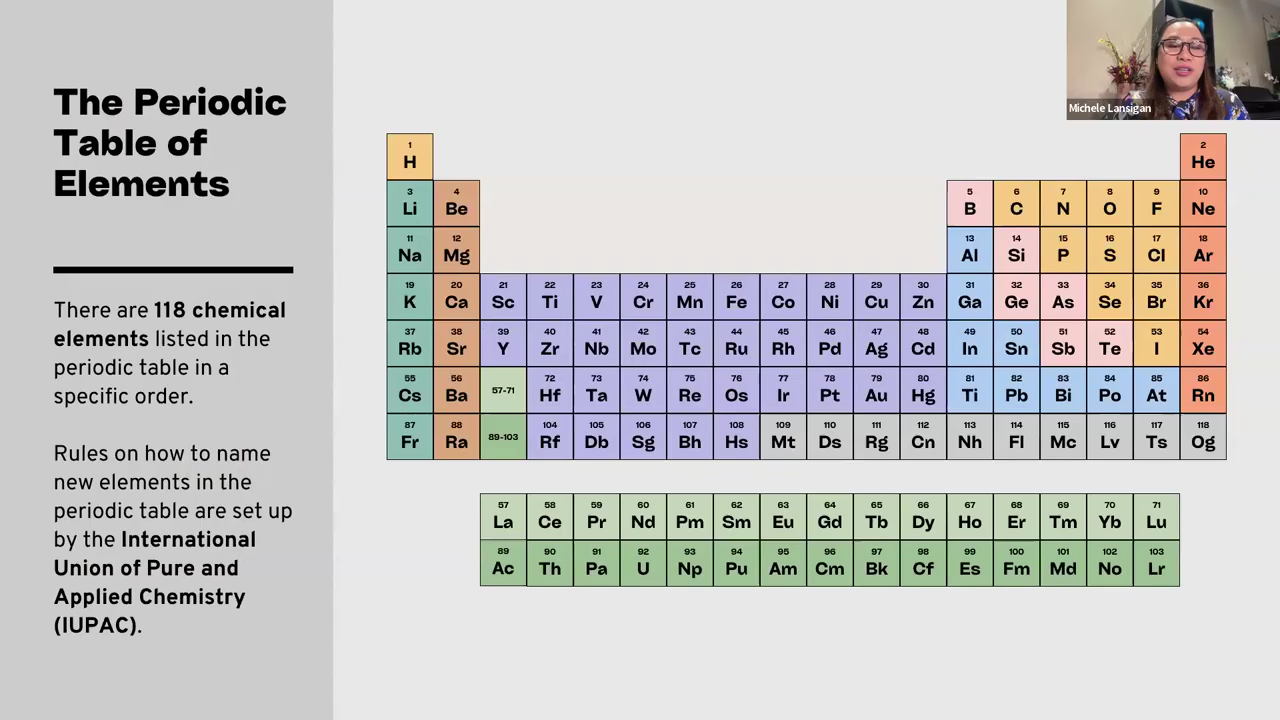 The Periodic
Table of
Elements
There are 118 chemical
elements listed in the
periodic table in a
specific order.
Rules on how to name
new elements in the
periodic table are set up
by the International
Union of Pure and
Applied Chemistry
(IUPAC).
Michele Lansigan
1 2
H He
3 4 5 6 7 8 9 10
Li Be B C N O F Ne
11 12 13 14 15 16 17 18
Na Mg Al Si P S Cl Ar
19 20 21 22 23 24 25 26 27 28 29 30 31 32 33 34 35 36
K Ca Sc Ti V Cr Mn Fe Co Ni Cu Zn Ga Ge As Se Br Kr
37 38 39 40 41 42 43 44 45 46 47 48 49 50 51 52 53 54
Rb Sr Y Zr Nb Mo Tc Ru Rh Pd Ag Cd In Sn Sb Te I Xe
55 56 57-71 72 73 74 75 76 77 78 79 80 81 82 83 84 85 86
Cs Ba Hf Ta W Re Os Ir Pt Au Hg Ti Pb Bi Po At Rn
87 88 89-103 104 105 106 107 108 109 110 111 112 113 114 115 116 117 118
Fr Ra Rf Db Sg Bh Hs Mt Ds Rg Cn Nh Fl Mc Lv Ts Og
57 58 59 60 61 62 63 64 65 66 67 68 69 70 71
La Ce Pr Nd Pm Sm Eu Gd Tb Dy Ho Er Tm Yb Lu
89 90 91 92 93 94 95 96 97 98 99 100 101 102 103
Ac Th Pa U Np Pu Am Cm Bk Cf Es Fm Md No Lr